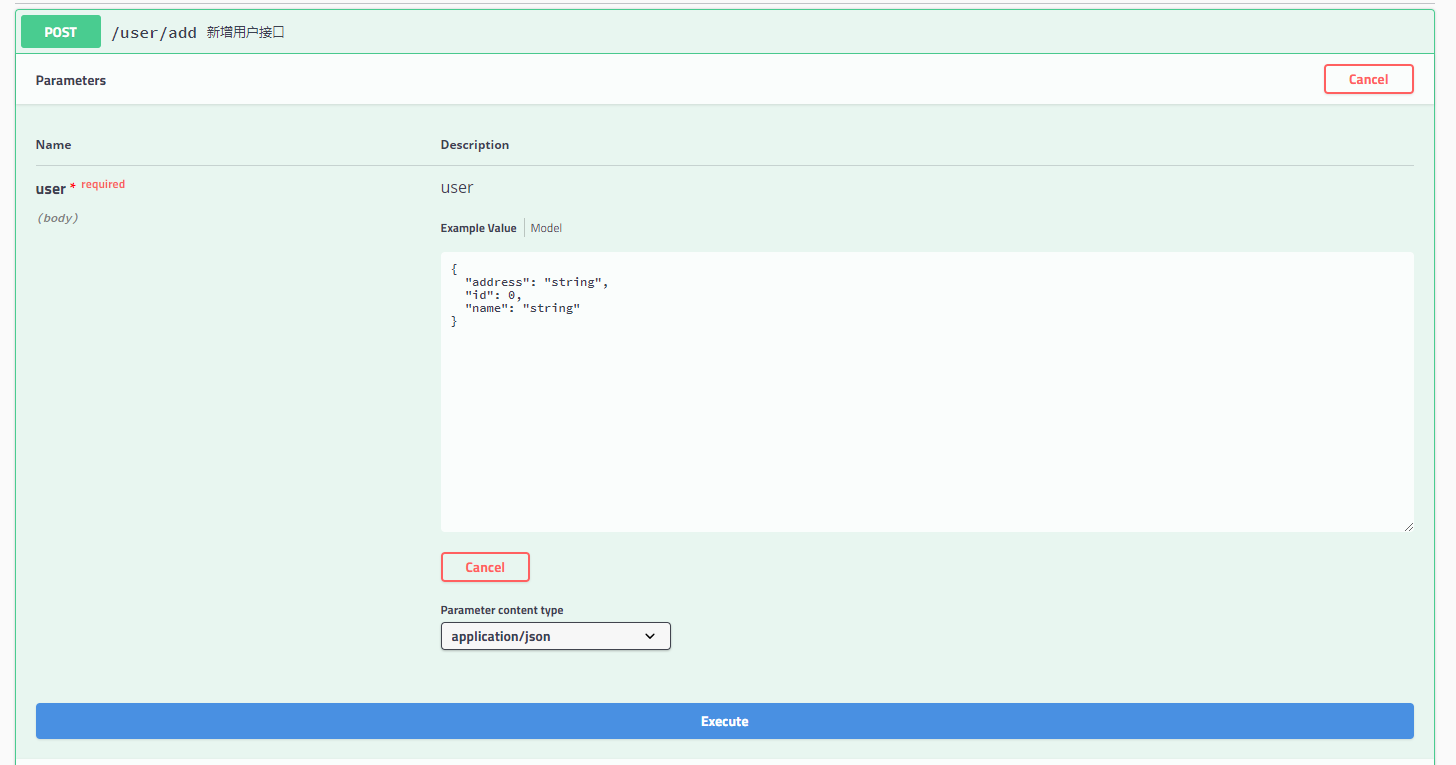 POST /user/add 新增用户接口
Parameters Cancel
Name Description
user * required user
(body)
Example Value Model
{
  "address": "string",
  "id": 0,
  "name": "string"
}
Cancel
Parameter content type
application/json
Execute